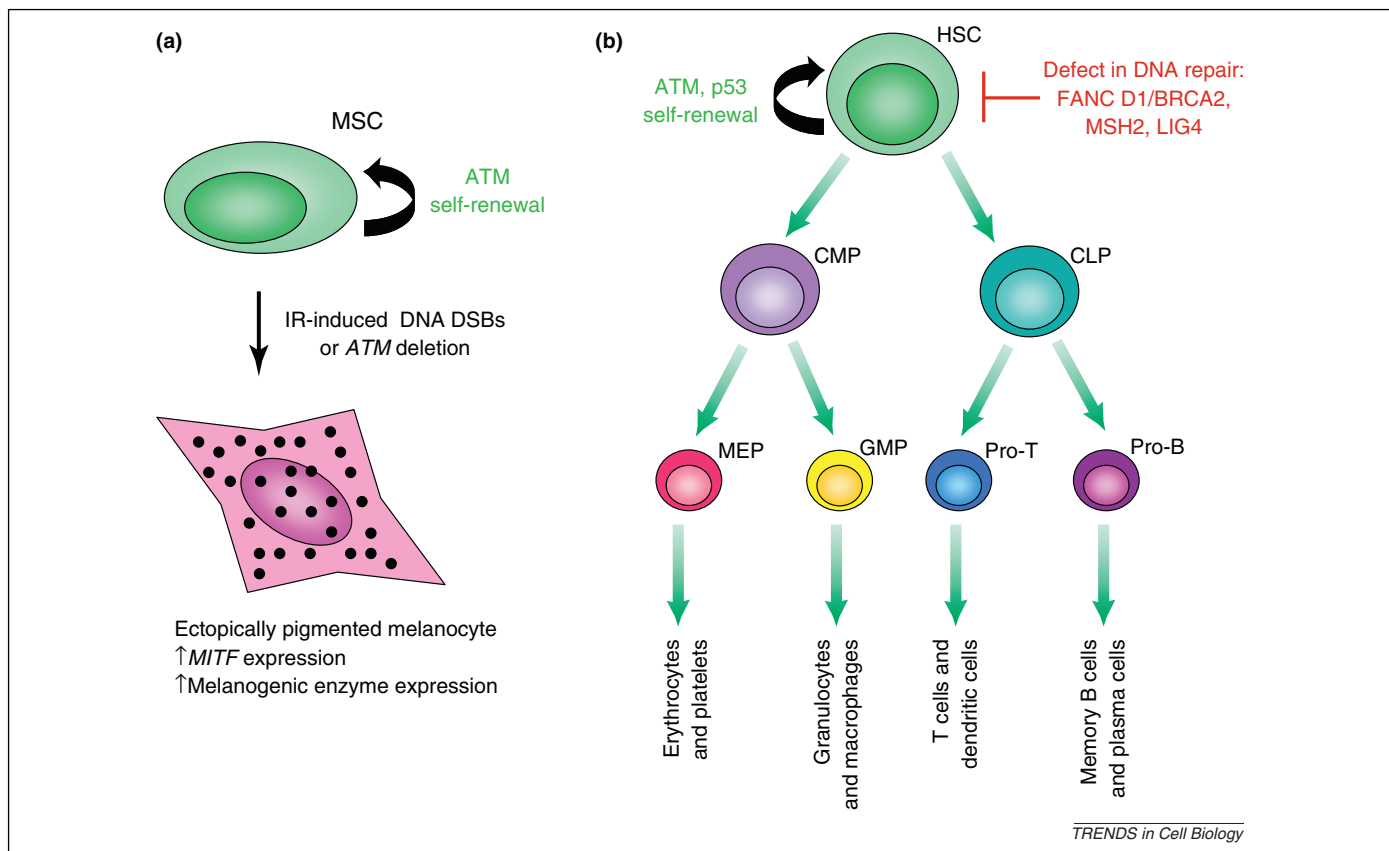 (a)
MSC
ATM
self-renewal
IR-induced DNA DSBs
or ATM deletion
Ectopically pigmented melanocyte
↑MITF expression
↑Melanogenic enzyme expression
(b)
HSC
ATM, p53
self-renewal
Defect in DNA repair:
FANC D1/BRCA2,
MSH2, LIG4
CMP
CLP
MEP
GMP
Pro-T
Pro-B
Erythrocytes
and platelets
Granulocytes
and macrophages
T cells and
dendritic cells
Memory B cells
and plasma cells
TRENDS in Cell Biology